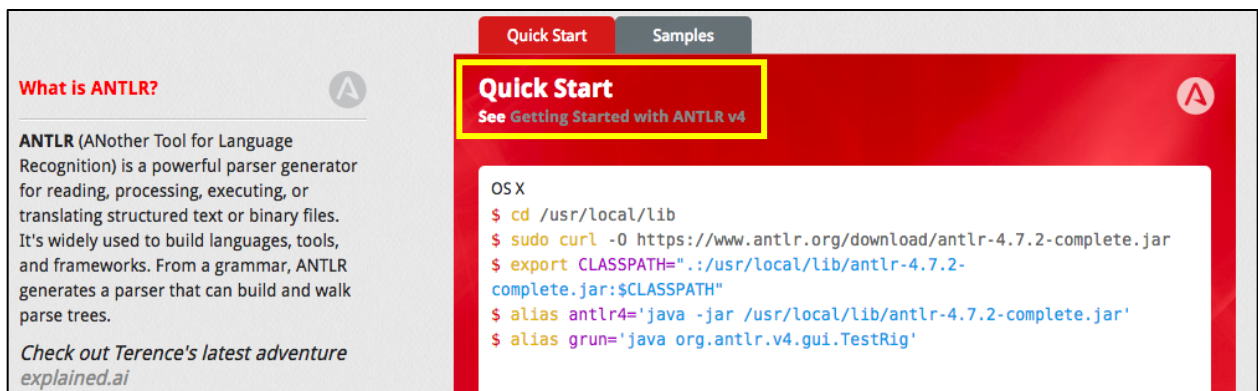 Quick Start
Samples
What is ANTLR?
ANTLR (ANother Tool for Language
Recognition) is a powerful parser generator
for reading, processing, executing, or
translating structured text or binary files.
It's widely used to build languages, tools,
and frameworks. From a grammar, ANTLR
generates a parser that can build and walk
parse trees.
Check out Terence's latest adventure
explained.ai
Quick Start
See Getting Started with ANTLR v4
OS X
$ cd /usr/local/lib
$ sudo curl -O https://www.antlr.org/download/antlr-4.7.2-complete.jar
$ export CLASSPATH=".:/usr/local/lib/antlr-4.7.2-
complete.jar:$CLASSPATH"
$ alias antlr4='java -jar /usr/local/lib/antlr-4.7.2-complete.jar'
$ alias grun='java org.antlr.v4.gui.TestRig'